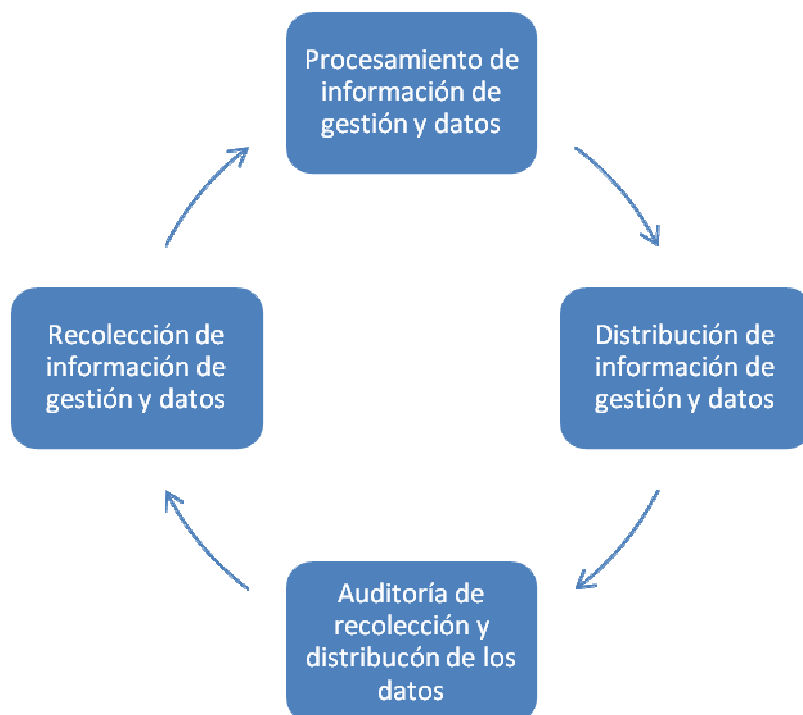 Procesamiento de
información de
gestión y datos
Recolección de
información de
gestión y datos
Distribución de
información de
gestión y datos
Auditoría de
recolección y
distribucón de los
datos